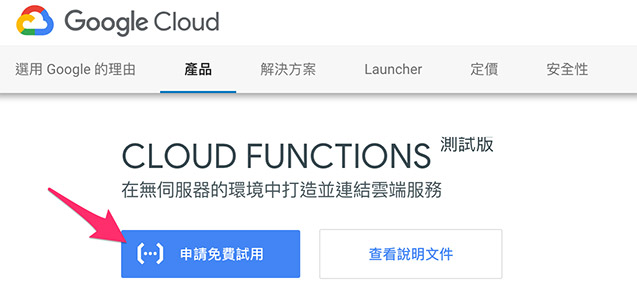 Google Cloud
選用 Google 的理由 產品 解決方案 Launcher 定價 安全性
CLOUD FUNCTIONS 測試版
在無伺服器的環境中打造並連結雲端服務
申請免費試用 查看說明文件